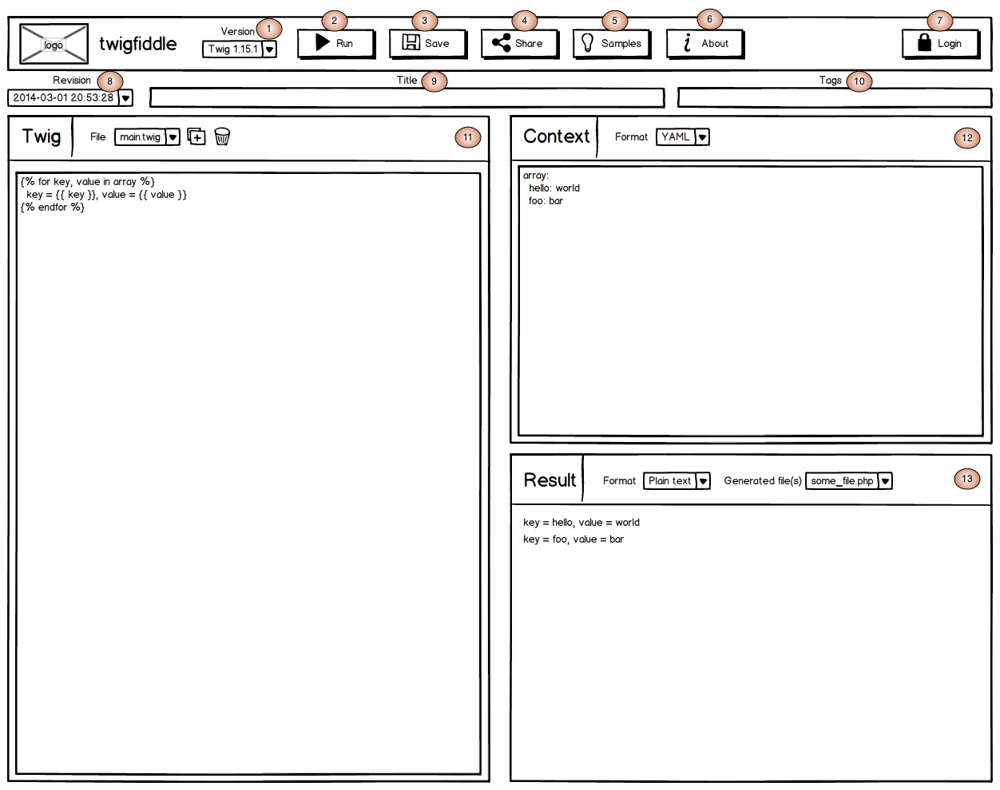 1 2 3 4 5 6 7
logo twigfiddle Version Twig 1.15.1 Run Save Share Samples About Login
Revision 8 Title 9 Tags 10
2014-03-01 20:53:28
Twig File main.twig 11
{% for key, value in array %}
key = {{ key }}, value = {{ value }}
{% endfor %}
Context Format YAML 12
array:
hello: world
foo: bar
Result Format Plain text Generated file(s) some_file.php 13
key = hello, value = world
key = foo, value = bar